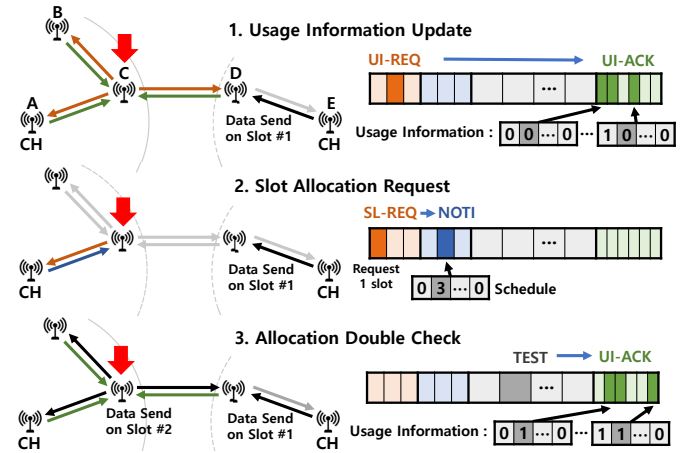 B
1. Usage Information Update
C
UI-REQ
UI-ACK
D
A
E
Data Send
on Slot #1
CH
CH
...
Usage Information :
0 0 ... 0 ... 1 0 ... 0
2. Slot Allocation Request
SL-REQ
NOTI
...
Data Send
on Slot #1
CH
CH
Request
1 slot
0 3 ... 0
Schedule
3. Allocation Double Check
TEST
UI-ACK
...
Data Send
on Slot #2
Data Send
on Slot #1
CH
CH
Usage Information :
0 1 ... 0 ... 1 1 ... 0